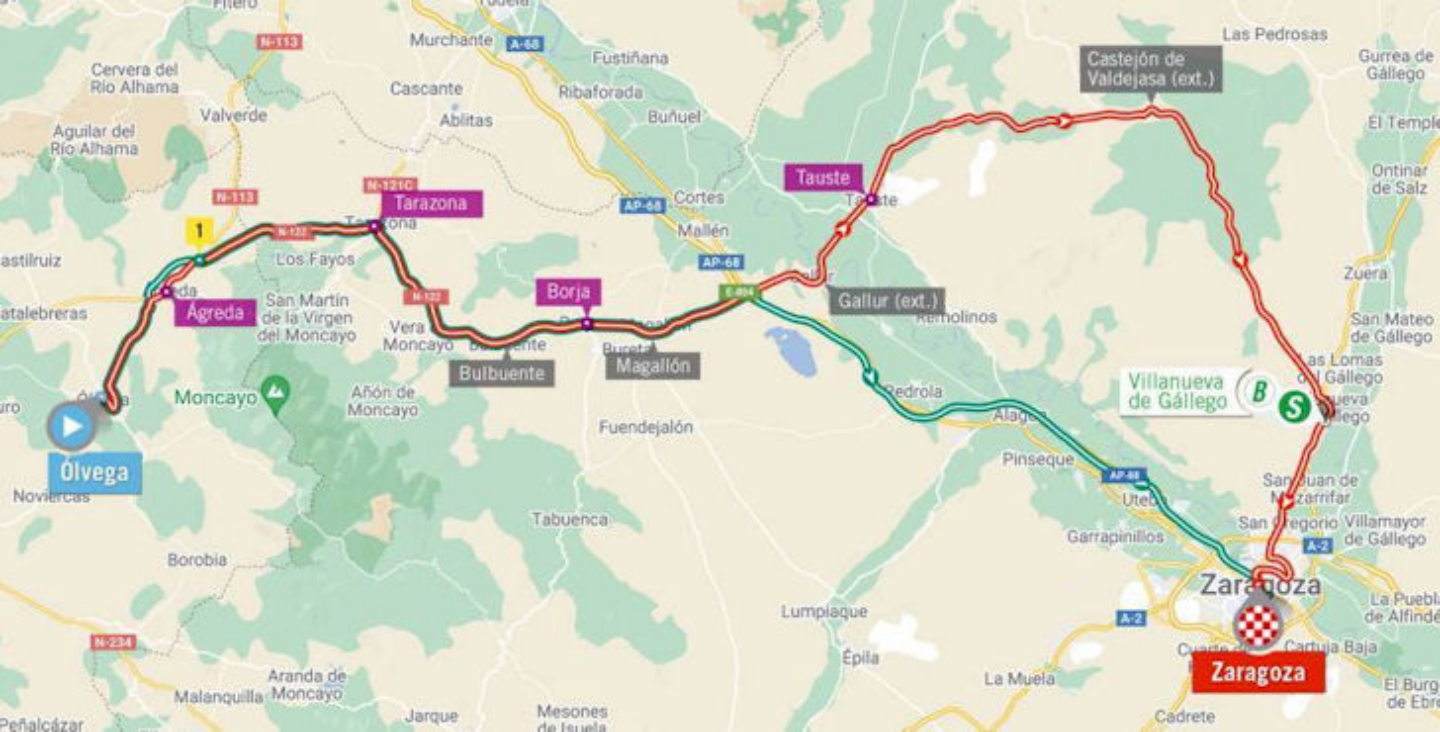 Fitero
Tudela
N-113
Murchante
A-68
Las Pedrosas
Cervera del
Río Alhama
Fustiñana
Castejón de
Valdejasa (ext.)
Gurrea de
Gállego
Cascante
Ribaforada
Valverde
Ablitas
Buñuel
El Temple
Aguilar del
Río Alhama
N-113
N-121C
Tarazona
Tauste
Ontinar
de Salz
AP-68
Cortes
1
N-122
Mallén
Los Fayos
AP-68
Zuera
Borja
E-804
Gallur (ext.)
Ágreda
San Martín
de la Virgen
del Moncayo
N-122
Remolinos
Vera
Moncayo
Bulbuente
Magallón
San Mateo
de Gállego
Moncayo
Añón de
Moncayo
Pedrola
Villanueva
de Gállego
B
S
Alagón
Fuendejalón
Ólvega
Noviercas
Pinseque
AP-68
Utebo
San Juan de
Mozarrifar
Tabuenca
Garrapinillos
San Gregorio
Villamayor
de Gállego
A-2
Borobia
Zaragoza
Lumpiaque
A-2
La Puebla
de Alfindén
N-234
Épila
Cartuja Baja
Zaragoza
Aranda de
Moncayo
La Muela
Malanquilla
El Burgo
de Ebro
Jarque
Mesones
de Isuela
Cadrete
Peñalcázar